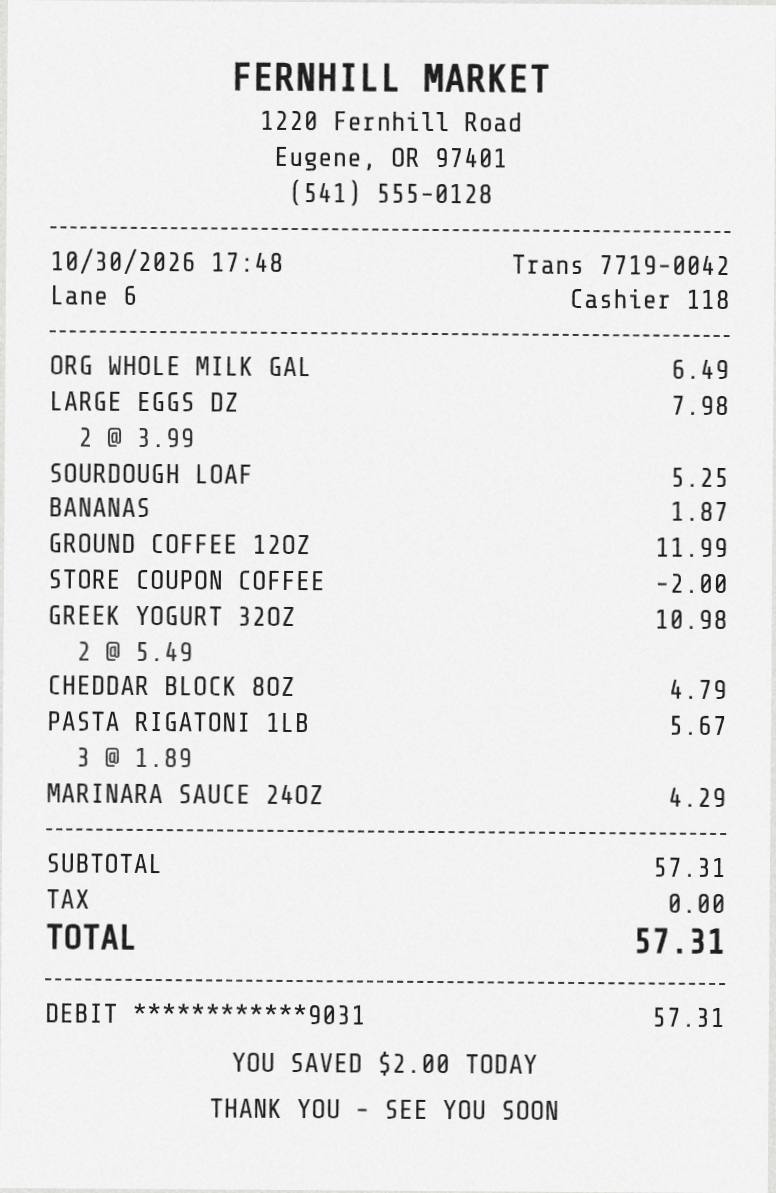 FERNHILL MARKET
1220 Fernhill Road
Eugene, OR 97401
(541) 555-0128
10/30/2026 17:48 Trans 7719-0042
Lane 6 Cashier 118
ORG WHOLE MILK GAL 6.49
LARGE EGGS DZ 7.98
2 @ 3.99
SOURDOUGH LOAF 5.25
BANANAS 1.87
GROUND COFFEE 12OZ 11.99
STORE COUPON COFFEE -2.00
GREEK YOGURT 32OZ 10.98
2 @ 5.49
CHEDDAR BLOCK 8OZ 4.79
PASTA RIGATONI 1LB 5.67
3 @ 1.89
MARINARA SAUCE 24OZ 4.29
SUBTOTAL 57.31
TAX 0.00
TOTAL 57.31
DEBIT ************9031 57.31
YOU SAVED $2.00 TODAY
THANK YOU - SEE YOU SOON